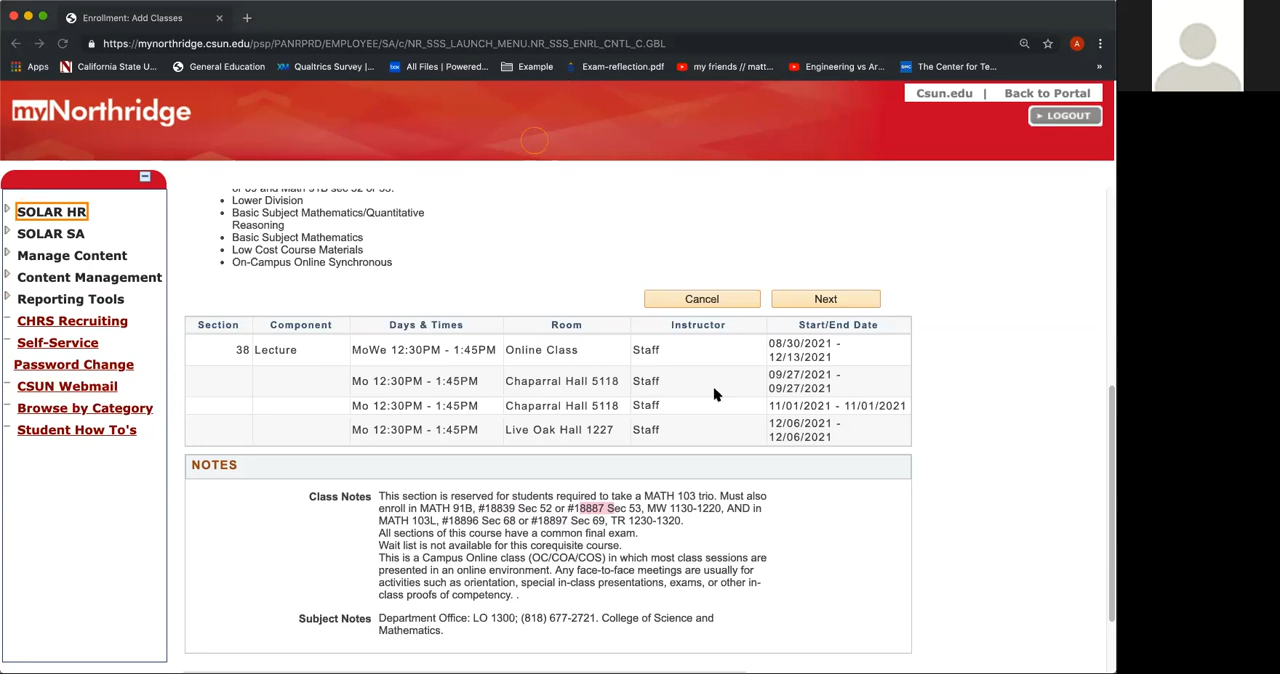 Enrollment: Add Classes
https://mynorthridge.csun.edu/psp/PANRPRD/EMPLOYEE/SA/c/NR_SSS_LAUNCH_MENU.NR_SSS_ENRL_CNTL_C.GBL
A
Apps California State U... General Education Qualtrics Survey |... All Files | Powered... Example Exam-reflection.pdf my friends // matt... Engineering vs Ar... The Center for Te... »
Csun.edu | Back to Portal
myNorthridge
LOGOUT
SOLAR HR
SOLAR SA
Manage Content
Content Management
Reporting Tools
CHRS Recruiting
Self-Service
Password Change
CSUN Webmail
Browse by Category
Student How To's
or 69 and Math 91B sec 52 or 53.
Lower Division
Basic Subject Mathematics/Quantitative
Reasoning
Basic Subject Mathematics
Low Cost Course Materials
On-Campus Online Synchronous
Cancel Next
Section Component Days & Times Room Instructor Start/End Date
38 Lecture MoWe 12:30PM - 1:45PM Online Class Staff 08/30/2021 -
12/13/2021
Mo 12:30PM - 1:45PM Chaparral Hall 5118 Staff 09/27/2021 -
09/27/2021
Mo 12:30PM - 1:45PM Chaparral Hall 5118 Staff 11/01/2021 - 11/01/2021
Mo 12:30PM - 1:45PM Live Oak Hall 1227 Staff 12/06/2021 -
12/06/2021
NOTES
Class Notes This section is reserved for students required to take a MATH 103 trio. Must also
enroll in MATH 91B, #18839 Sec 52 or #18887 Sec 53, MW 1130-1220, AND in
MATH 103L, #18896 Sec 68 or #18897 Sec 69, TR 1230-1320.
All sections of this course have a common final exam.
Wait list is not available for this corequisite course.
This is a Campus Online class (OC/COA/COS) in which most class sessions are
presented in an online environment. Any face-to-face meetings are usually for
activities such as orientation, special in-class presentations, exams, or other in-
class proofs of competency. .
Subject Notes Department Office: LO 1300; (818) 677-2721. College of Science and
Mathematics.